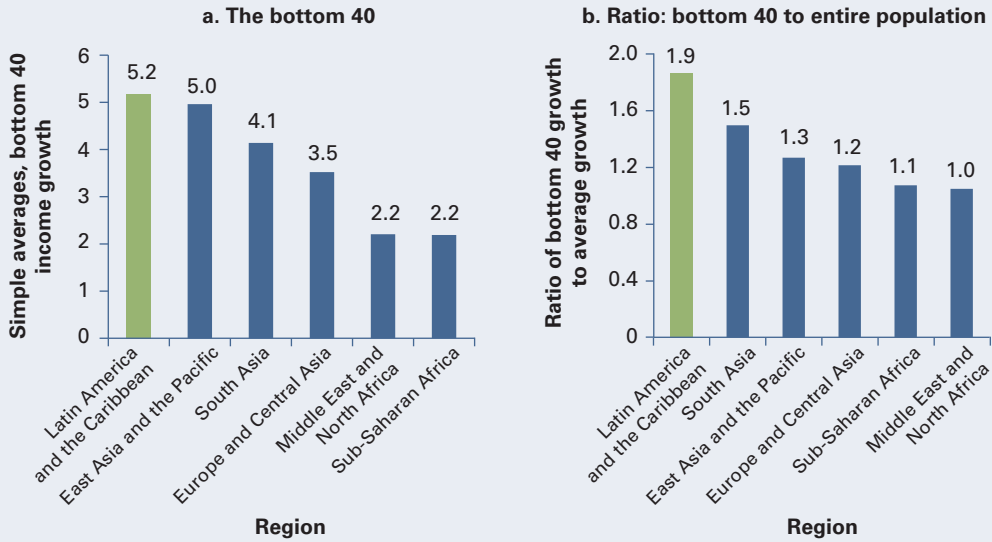 a. The bottom 40
Simple averages, bottom 40
income growth
6
5
4
3
2
1
0
5.2
5.0
4.1
3.5
2.2
2.2
Latin America
and the Caribbean
East Asia and the Pacific
South Asia
Europe and Central Asia
Middle East and
North Africa
Sub-Saharan Africa
Region
b. Ratio: bottom 40 to entire population
Ratio of bottom 40 growth
to average growth
2.0
1.6
1.2
0.8
0.4
0
1.9
1.5
1.3
1.2
1.1
1.0
Latin America
and the Caribbean
South Asia
East Asia and the Pacific
Europe and Central Asia
Sub-Saharan Africa
Middle East and
North Africa
Region